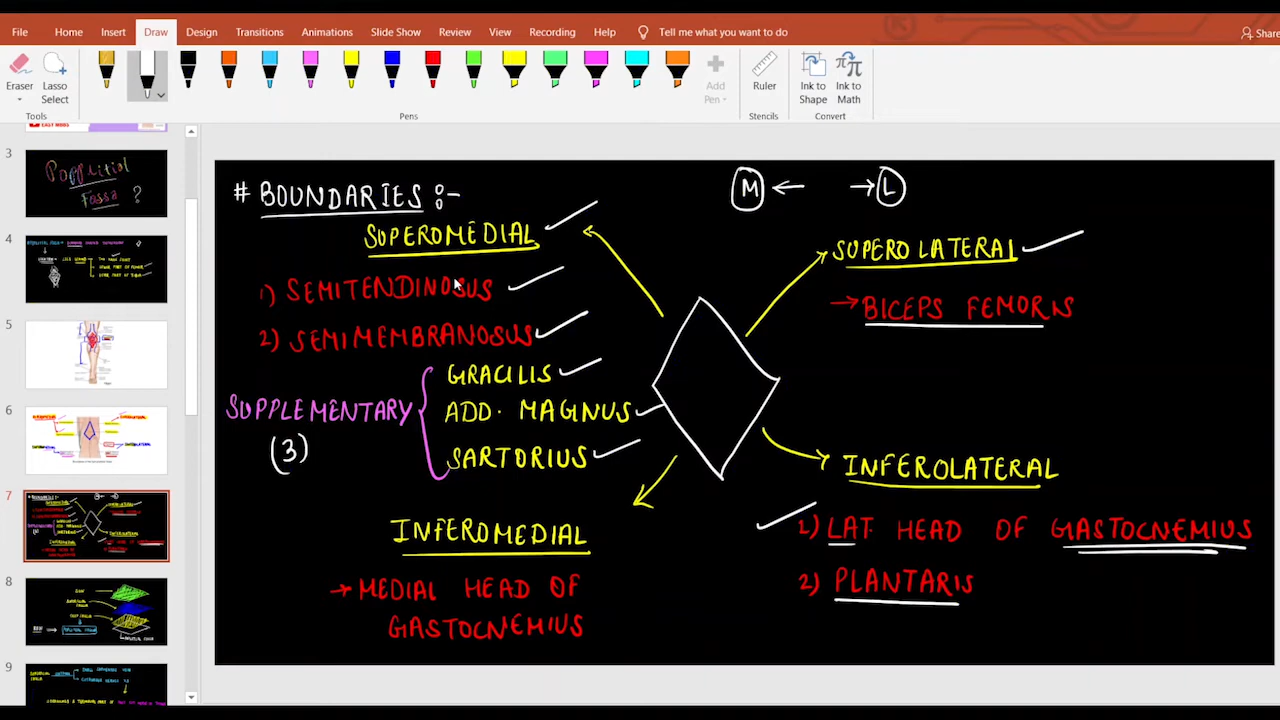 File Home Insert Draw Design Transitions Animations Slide Show Review View Recording Help Tell me what you want to do Share
Eraser Lasso Select Add Pen Ruler Ink to Shape Ink to Math
Tools Pens Stencils Convert
3
Popplitial
Fossa ?
4
5
6
7
8
9
# BOUNDARIES :-
M ← → L
SUPEROMEDIAL
1) SEMITENDINOSUS
2) SEMIMEMBRANOSUS
SUPPLEMENTARY
(3)
GRACILIS
ADD. MAGNUS
SARTORIUS
INFEROMEDIAL
→ MEDIAL HEAD OF
GASTOCNEMIUS
SUPEROLATERAL
→ BICEPS FEMORIS
INFEROLATERAL
1) LAT HEAD OF GASTOCNEMIUS
2) PLANTARIS